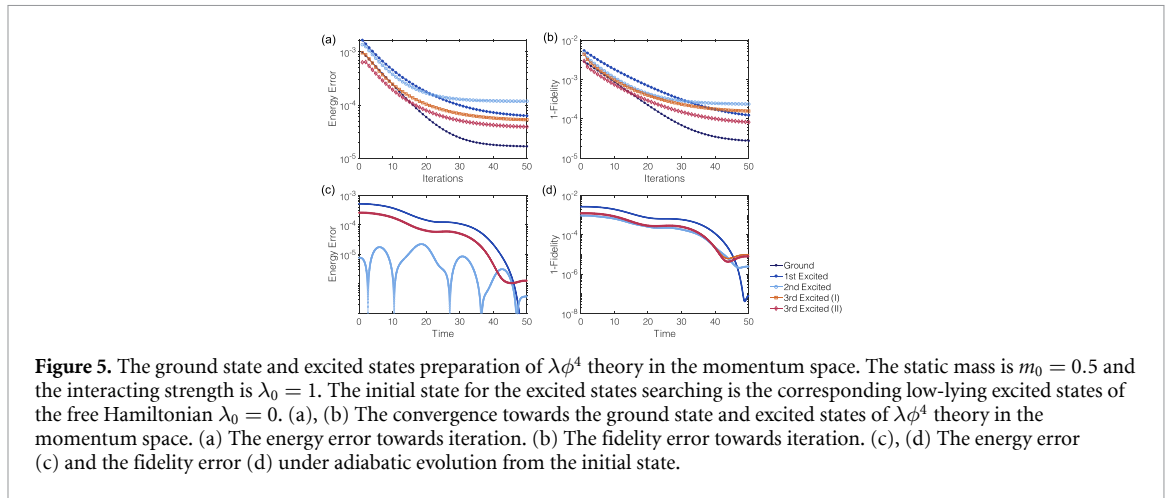 (a)
10⁻³
10⁻⁴
10⁻⁵
Energy Error
0 10 20 30 40 50
Iterations
(b)
10⁻²
10⁻³
10⁻⁴
10⁻⁵
1-Fidelity
0 10 20 30 40 50
Iterations
(c)
10⁻³
10⁻⁴
10⁻⁵
Energy Error
0 10 20 30 40 50
Time
(d)
10⁻²
10⁻⁴
10⁻⁶
10⁻⁸
1-Fidelity
0 10 20 30 40 50
Time
Ground
1st Excited
2nd Excited
3rd Excited (I)
3rd Excited (II)
Figure 5. The ground state and excited states preparation of λϕ⁴ theory in the momentum space. The static mass is m₀ = 0.5 and
the interacting strength is λ₀ = 1. The initial state for the excited states searching is the corresponding low-lying excited states of
the free Hamiltonian λ₀ = 0. (a), (b) The convergence towards the ground state and excited states of λϕ⁴ theory in the
momentum space. (a) The energy error towards iteration. (b) The fidelity error towards iteration. (c), (d) The energy error
(c) and the fidelity error (d) under adiabatic evolution from the initial state.